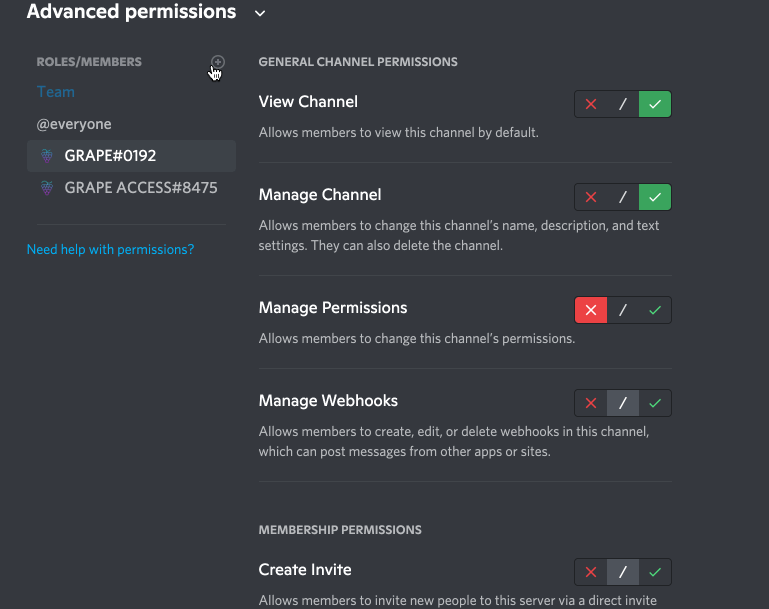 Advanced permissions
ROLES/MEMBERS
Team
@everyone
GRAPE#0192
GRAPE ACCESS#8475
Need help with permissions?
GENERAL CHANNEL PERMISSIONS
View Channel
Allows members to view this channel by default.
Manage Channel
Allows members to change this channel's name, description, and text
settings. They can also delete the channel.
Manage Permissions
Allows members to change this channel's permissions.
Manage Webhooks
Allows members to create, edit, or delete webhooks in this channel,
which can post messages from other apps or sites.
MEMBERSHIP PERMISSIONS
Create Invite
Allows members to invite new people to this server via a direct invite